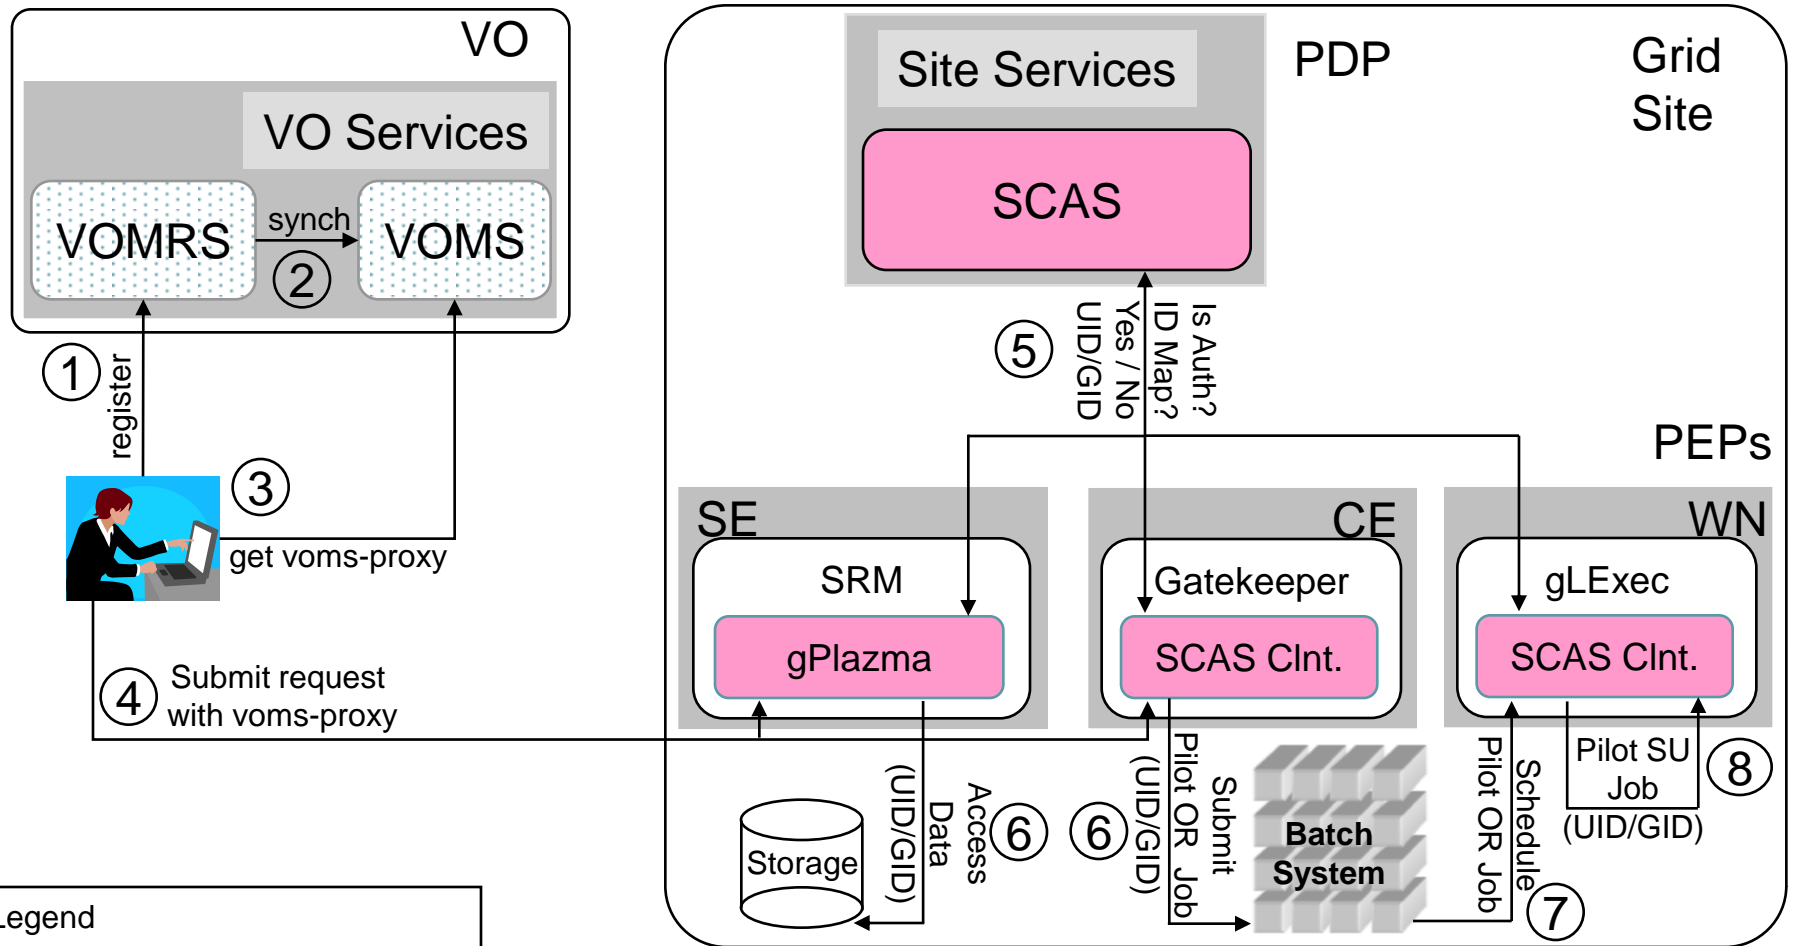 VO
VO Services
VOMRS
synch
VOMS
2
1
register
3
get voms-proxy
4
Submit request
with voms-proxy
Legend
Site Services
PDP
Grid
Site
SCAS
5
Is Auth?
ID Map?
Yes / No
UID/GID
PEPs
SE
SRM
gPlazma
CE
Gatekeeper
SCAS Clnt.
WN
gLExec
SCAS Clnt.
Storage
Access
Data
(UID/GID)
6
6
Submit
Pilot OR Job
(UID/GID)
Batch
System
Schedule
Pilot OR Job
7
Pilot SU
Job
(UID/GID)
8